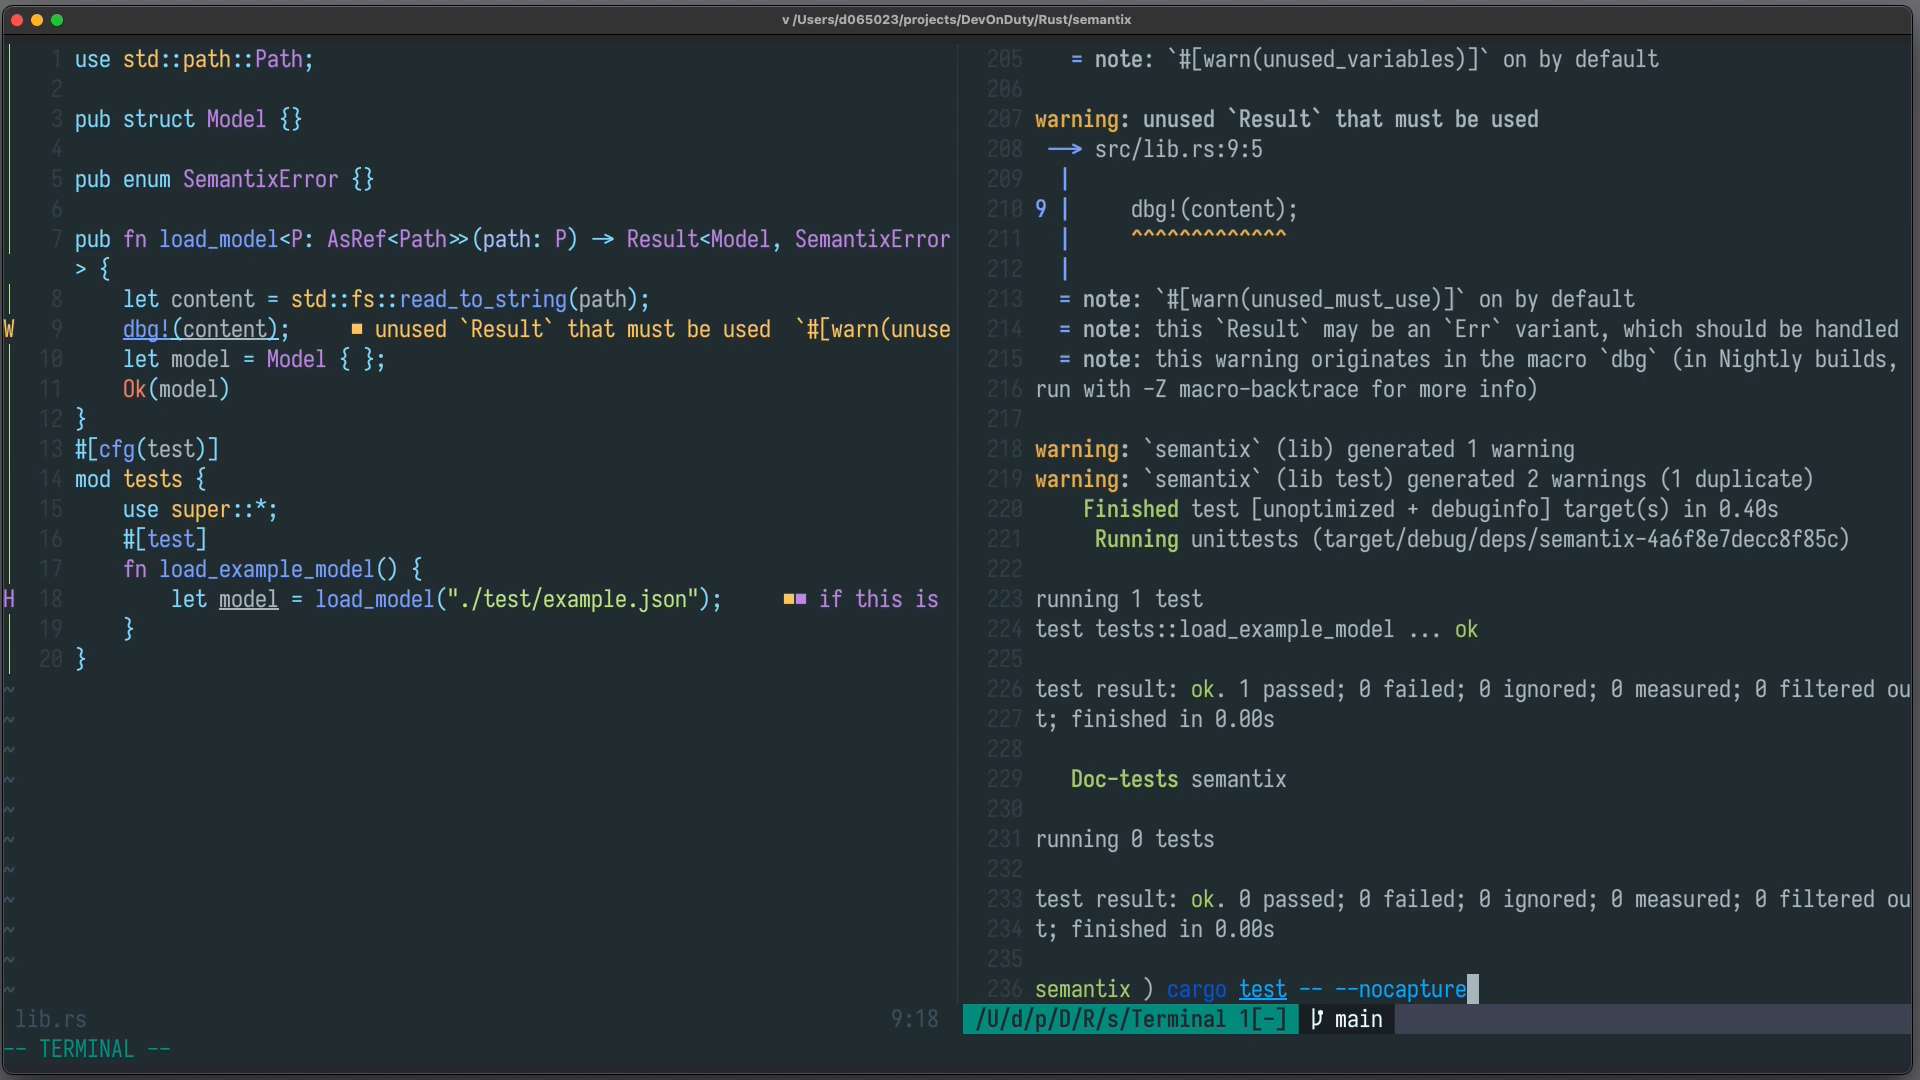 v /Users/d065023/projects/DevOnDuty/Rust/semantix
1 use std::path::Path;
2
3 pub struct Model {}
4
5 pub enum SemantixError {}
6
7 pub fn load_model<P: AsRef<Path>>(path: P) -> Result<Model, SemantixError
> {
8 let content = std::fs::read_to_string(path);
W 9 dbg!(content); ■ unused `Result` that must be used `#[warn(unuse
10 let model = Model { };
11 Ok(model)
12 }
13 #[cfg(test)]
14 mod tests {
15 use super::*;
16 #[test]
17 fn load_example_model() {
H 18 let model = load_model("./test/example.json"); ■■ if this is
19 }
20 }
~
~
~
~
~
~
~
~
~
~
~
lib.rs 9:18
205 = note: `#[warn(unused_variables)]` on by default
206
207 warning: unused `Result` that must be used
208 --> src/lib.rs:9:5
209 |
210 9 | dbg!(content);
211 | ^^^^^^^^^^^^^
212 |
213 = note: `#[warn(unused_must_use)]` on by default
214 = note: this `Result` may be an `Err` variant, which should be handled
215 = note: this warning originates in the macro `dbg` (in Nightly builds,
216 run with -Z macro-backtrace for more info)
217
218 warning: `semantix` (lib) generated 1 warning
219 warning: `semantix` (lib test) generated 2 warnings (1 duplicate)
220 Finished test [unoptimized + debuginfo] target(s) in 0.40s
221 Running unittests (target/debug/deps/semantix-4a6f8e7decc8f85c)
222
223 running 1 test
224 test tests::load_example_model ... ok
225
226 test result: ok. 1 passed; 0 failed; 0 ignored; 0 measured; 0 filtered ou
227 t; finished in 0.00s
228
229 Doc-tests semantix
230
231 running 0 tests
232
233 test result: ok. 0 passed; 0 failed; 0 ignored; 0 measured; 0 filtered ou
234 t; finished in 0.00s
235
236 semantix ) cargo test -- --nocapture
/U/d/p/D/R/s/Terminal 1[-] main
-- TERMINAL --